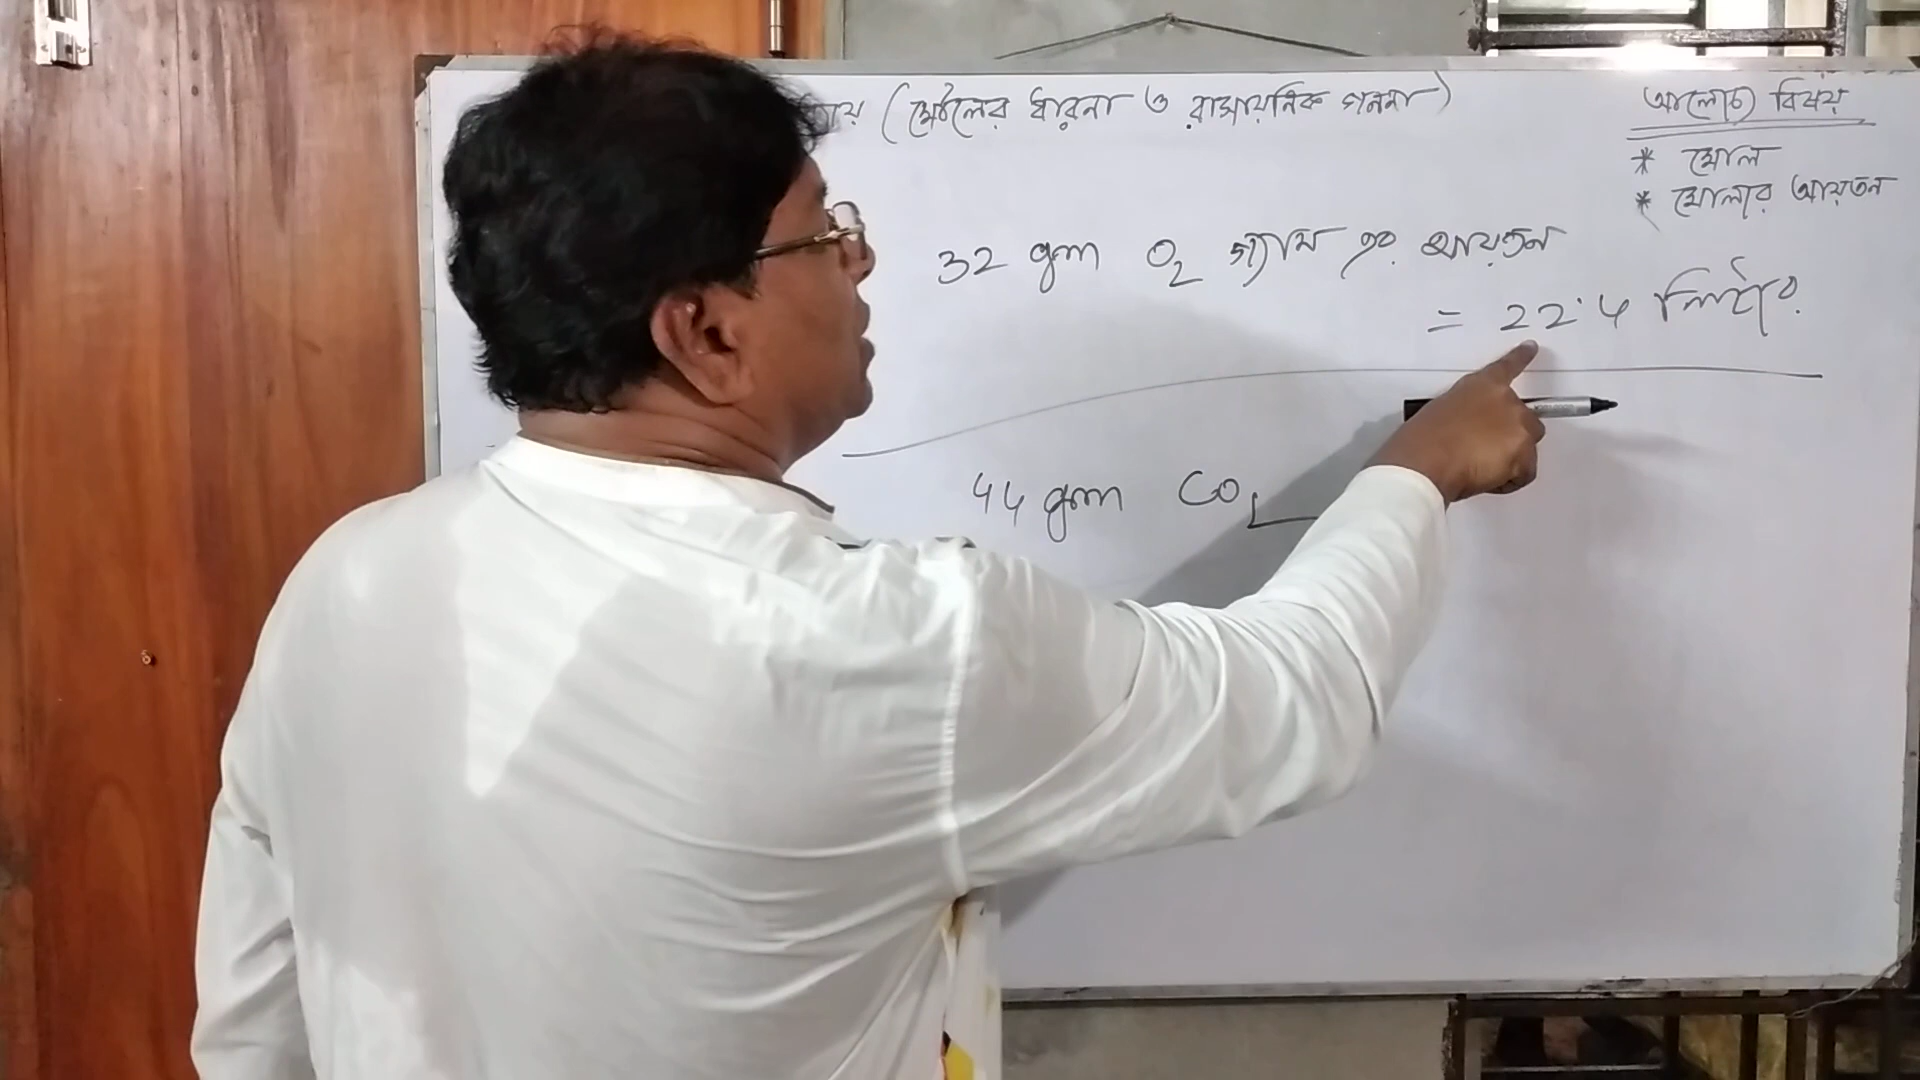 (মৌলের ধারনা ও রাসায়নিক গননা)
আলোচ্য বিষয়
* মোল
* মোলার আয়তন
32 gm O2 গ্যাস এর আয়তন
= 22.4 লিটার
44 gm CO2